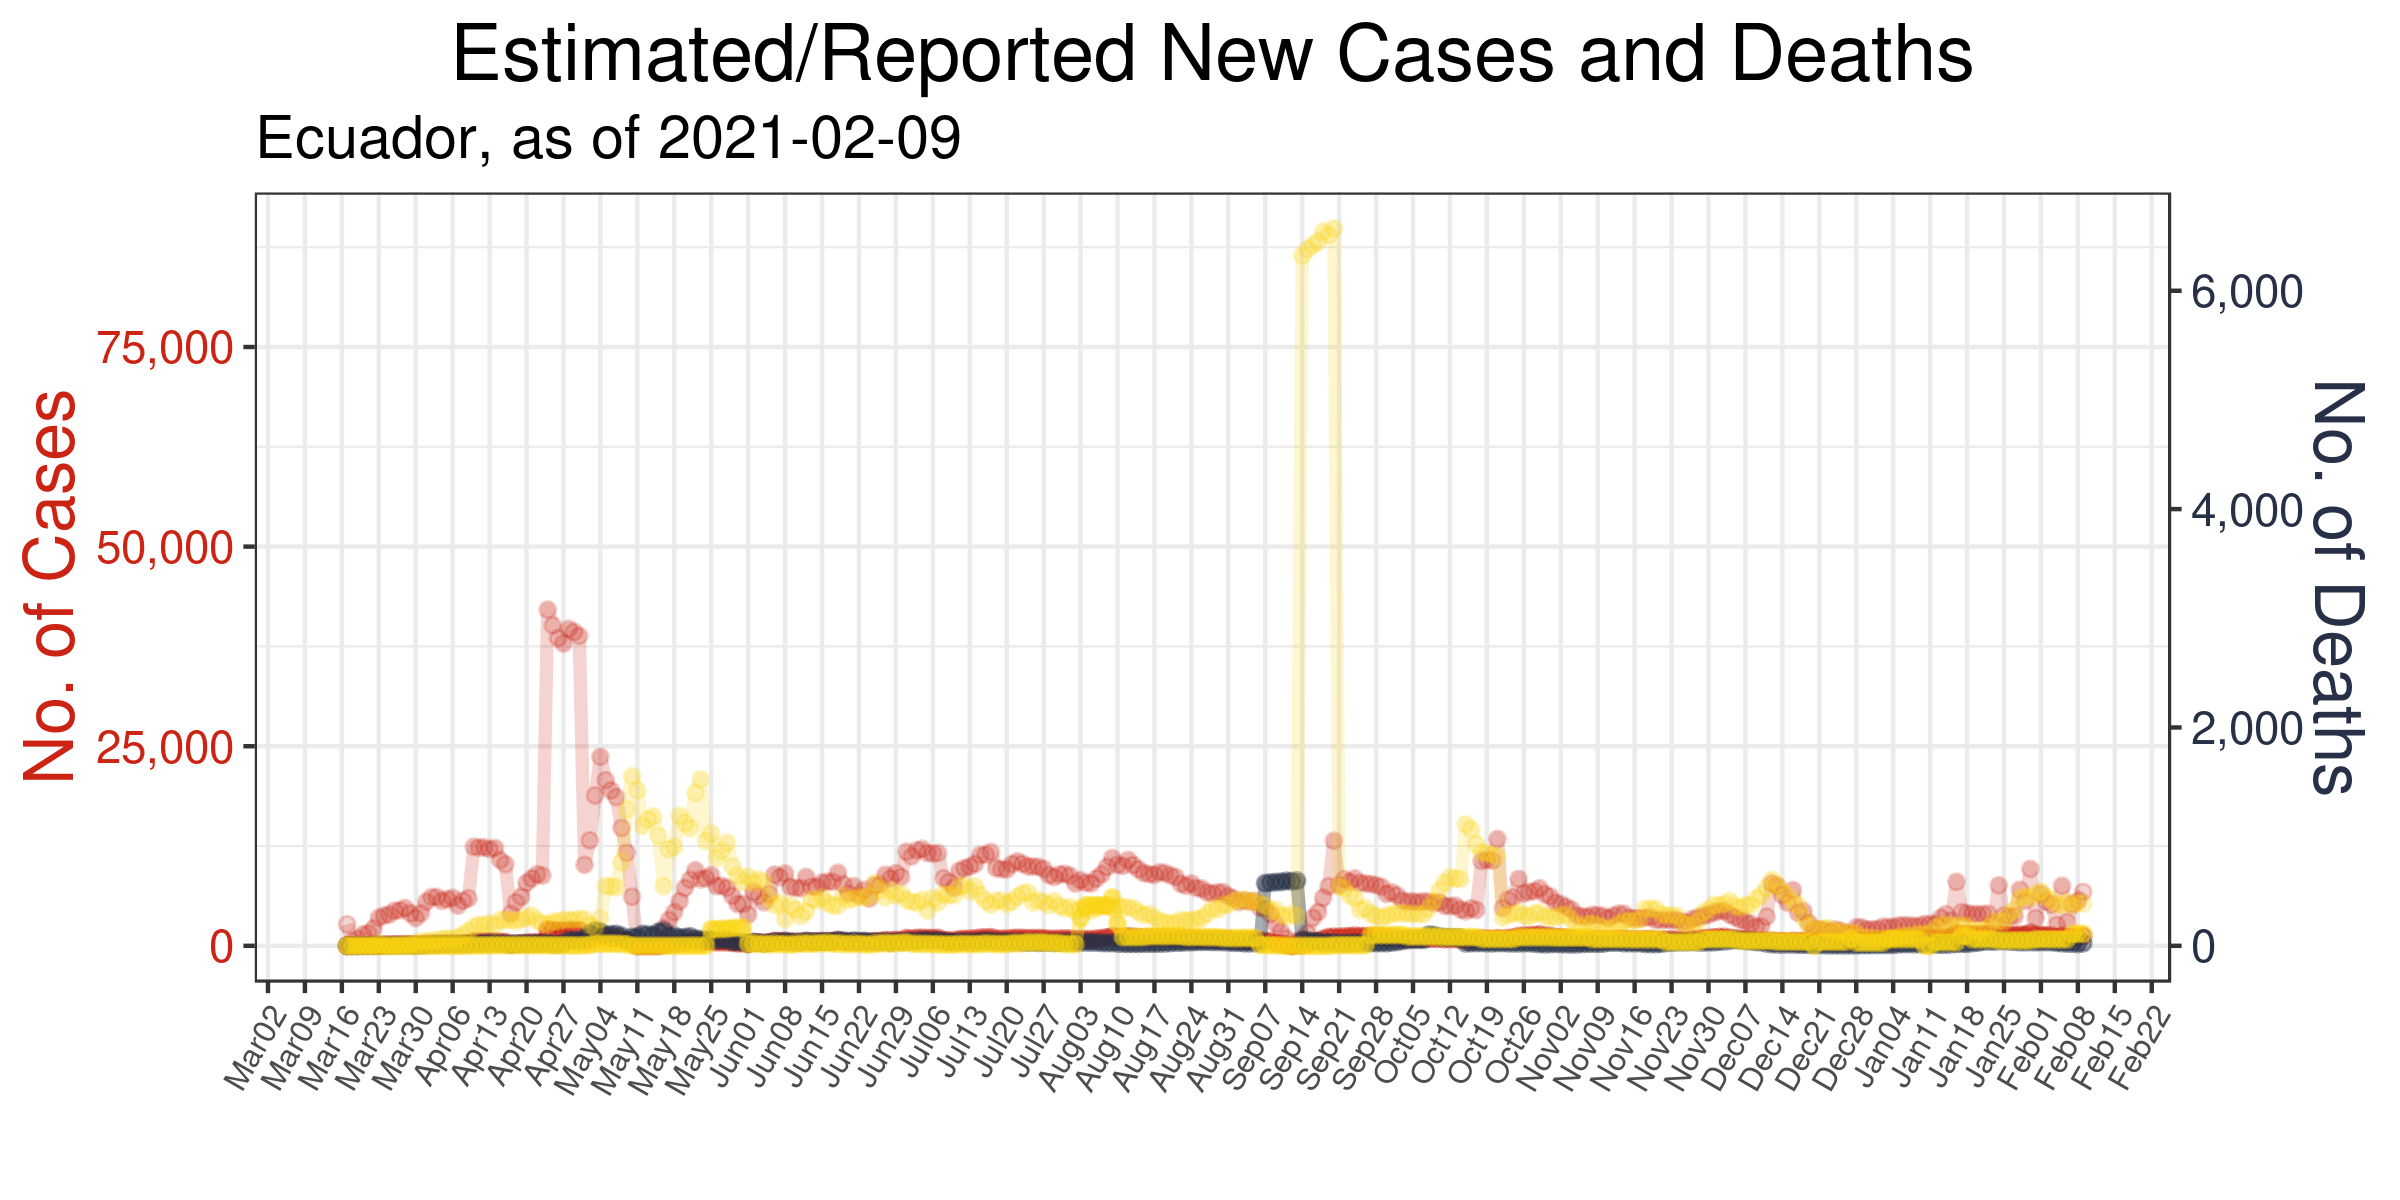 Estimated/Reported New Cases and Deaths
Ecuador, as of 2021-02-09
No. of Cases
75,000
50,000
25,000
0
6,000
4,000
2,000
0
No. of Deaths
Mar02 Mar09 Mar16 Mar23 Mar30 Apr06 Apr13 Apr20 Apr27 May04 May11 May18 May25 Jun01 Jun08 Jun15 Jun22 Jun29 Jul06 Jul13 Jul20 Jul27 Aug03 Aug10 Aug17 Aug24 Aug31 Sep07 Sep14 Sep21 Sep28 Oct05 Oct12 Oct19 Oct26 Nov02 Nov09 Nov16 Nov23 Nov30 Dec07 Dec14 Dec21 Dec28 Jan04 Jan11 Jan18 Jan25 Feb01 Feb08 Feb15 Feb22